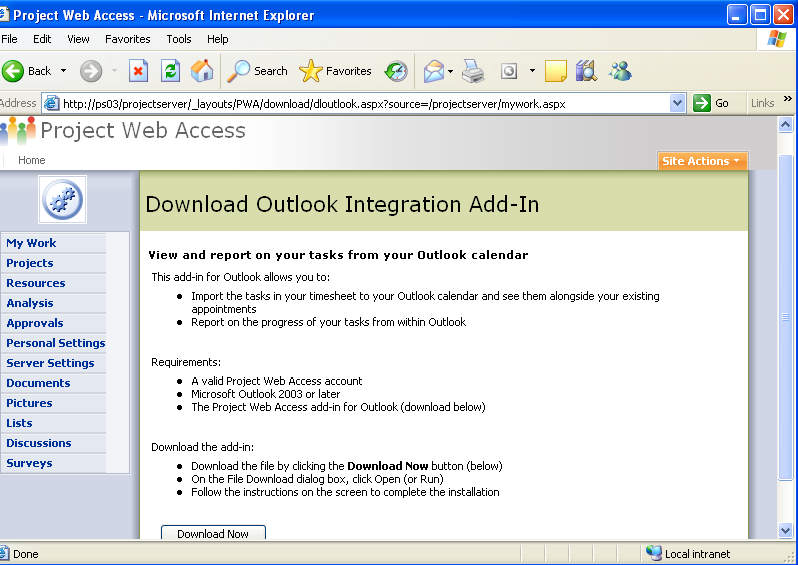 Project Web Access - Microsoft Internet Explorer
File Edit View Favorites Tools Help
Back Search Favorites
Address http://ps03/projectserver/_layouts/PWA/download/dloutlook.aspx?source=/projectserver/mywork.aspx Go Links »
Project Web Access
Home
Site Actions
Download Outlook Integration Add-In
My Work
Projects
Resources
Analysis
Approvals
Personal Settings
Server Settings
Documents
Pictures
Lists
Discussions
Surveys
View and report on your tasks from your Outlook calendar
This add-in for Outlook allows you to:
• Import the tasks in your timesheet to your Outlook calendar and see them alongside your existing
appointments
• Report on the progress of your tasks from within Outlook
Requirements:
• A valid Project Web Access account
• Microsoft Outlook 2003 or later
• The Project Web Access add-in for Outlook (download below)
Download the add-in:
• Download the file by clicking the Download Now button (below)
• On the File Download dialog box, click Open (or Run)
• Follow the instructions on the screen to complete the installation
Download Now
Done Local intranet